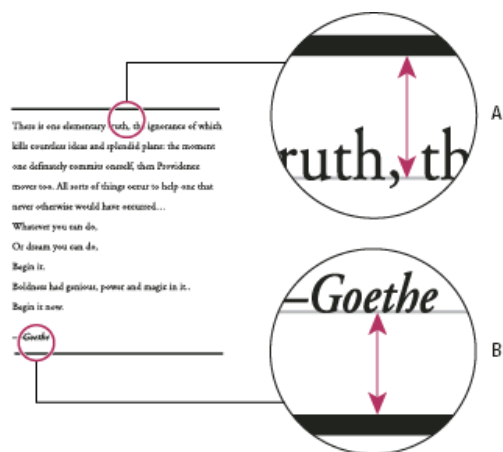 There is one elementary truth, the ignorance of which
kills countless ideas and splendid plans: the moment
one definately commits oneself, then Providence
moves too. All sorts of things occur to help one that
never otherwise would have occurred…
Whatever you can do,
Or dream you can do,
Begin it.
Boldness had genious, power and magic in it..
Begin it now.
–Goethe
ruth, th
A
–Goethe
B